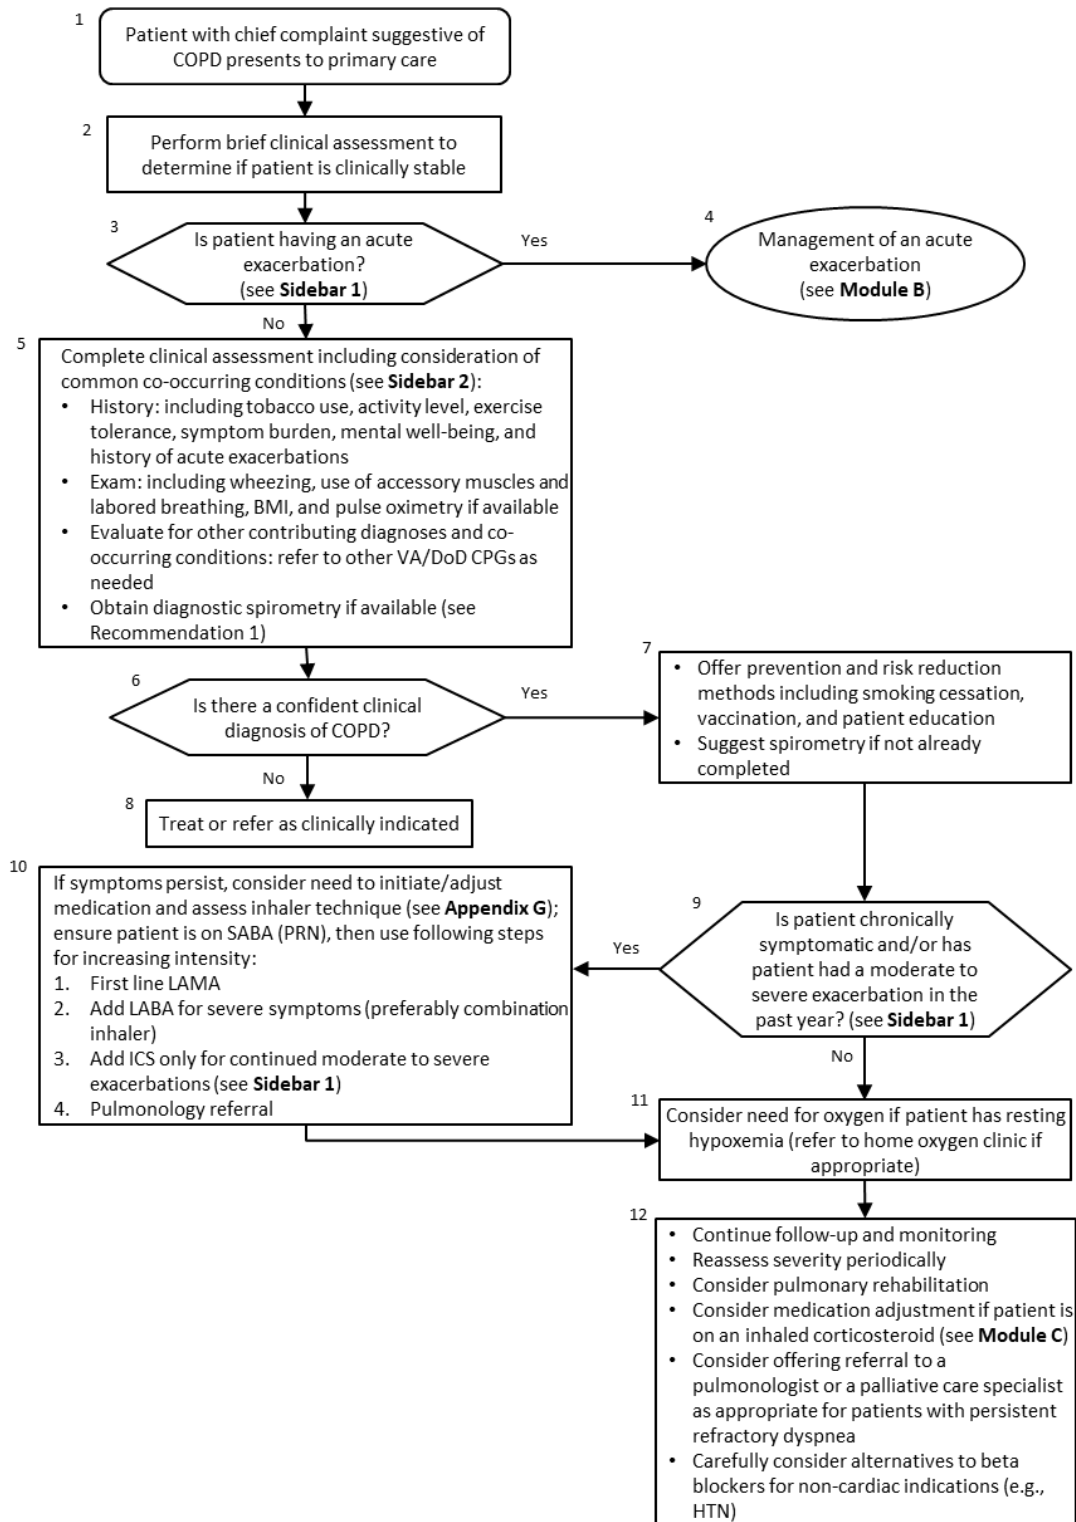 1
Patient with chief complaint suggestive of
COPD presents to primary care
2
Perform brief clinical assessment to
determine if patient is clinically stable
3
Is patient having an acute
exacerbation?
(see Sidebar 1)
Yes
4
Management of an acute
exacerbation
(see Module B)
No
5
Complete clinical assessment including consideration of
common co-occurring conditions (see Sidebar 2):
• History: including tobacco use, activity level, exercise
tolerance, symptom burden, mental well-being, and
history of acute exacerbations
• Exam: including wheezing, use of accessory muscles and
labored breathing, BMI, and pulse oximetry if available
• Evaluate for other contributing diagnoses and co-
occurring conditions: refer to other VA/DoD CPGs as
needed
• Obtain diagnostic spirometry if available (see
Recommendation 1)
6
Is there a confident clinical
diagnosis of COPD?
Yes
7
• Offer prevention and risk reduction
methods including smoking cessation,
vaccination, and patient education
• Suggest spirometry if not already
completed
No
8
Treat or refer as clinically indicated
9
Is patient chronically
symptomatic and/or has
patient had a moderate to
severe exacerbation in the
past year? (see Sidebar 1)
Yes
10
If symptoms persist, consider need to initiate/adjust
medication and assess inhaler technique (see Appendix G);
ensure patient is on SABA (PRN), then use following steps
for increasing intensity:
1. First line LAMA
2. Add LABA for severe symptoms (preferably combination
inhaler)
3. Add ICS only for continued moderate to severe
exacerbations (see Sidebar 1)
4. Pulmonology referral
No
11
Consider need for oxygen if patient has resting
hypoxemia (refer to home oxygen clinic if
appropriate)
12
• Continue follow-up and monitoring
• Reassess severity periodically
• Consider pulmonary rehabilitation
• Consider medication adjustment if patient is
on an inhaled corticosteroid (see Module C)
• Consider offering referral to a
pulmonologist or a palliative care specialist
as appropriate for patients with persistent
refractory dyspnea
• Carefully consider alternatives to beta
blockers for non-cardiac indications (e.g.,
HTN)